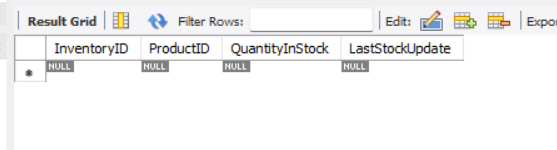 Result Grid Filter Rows: Edit: Expor
InventoryID ProductID QuantityInStock LastStockUpdate
NULL NULL NULL NULL